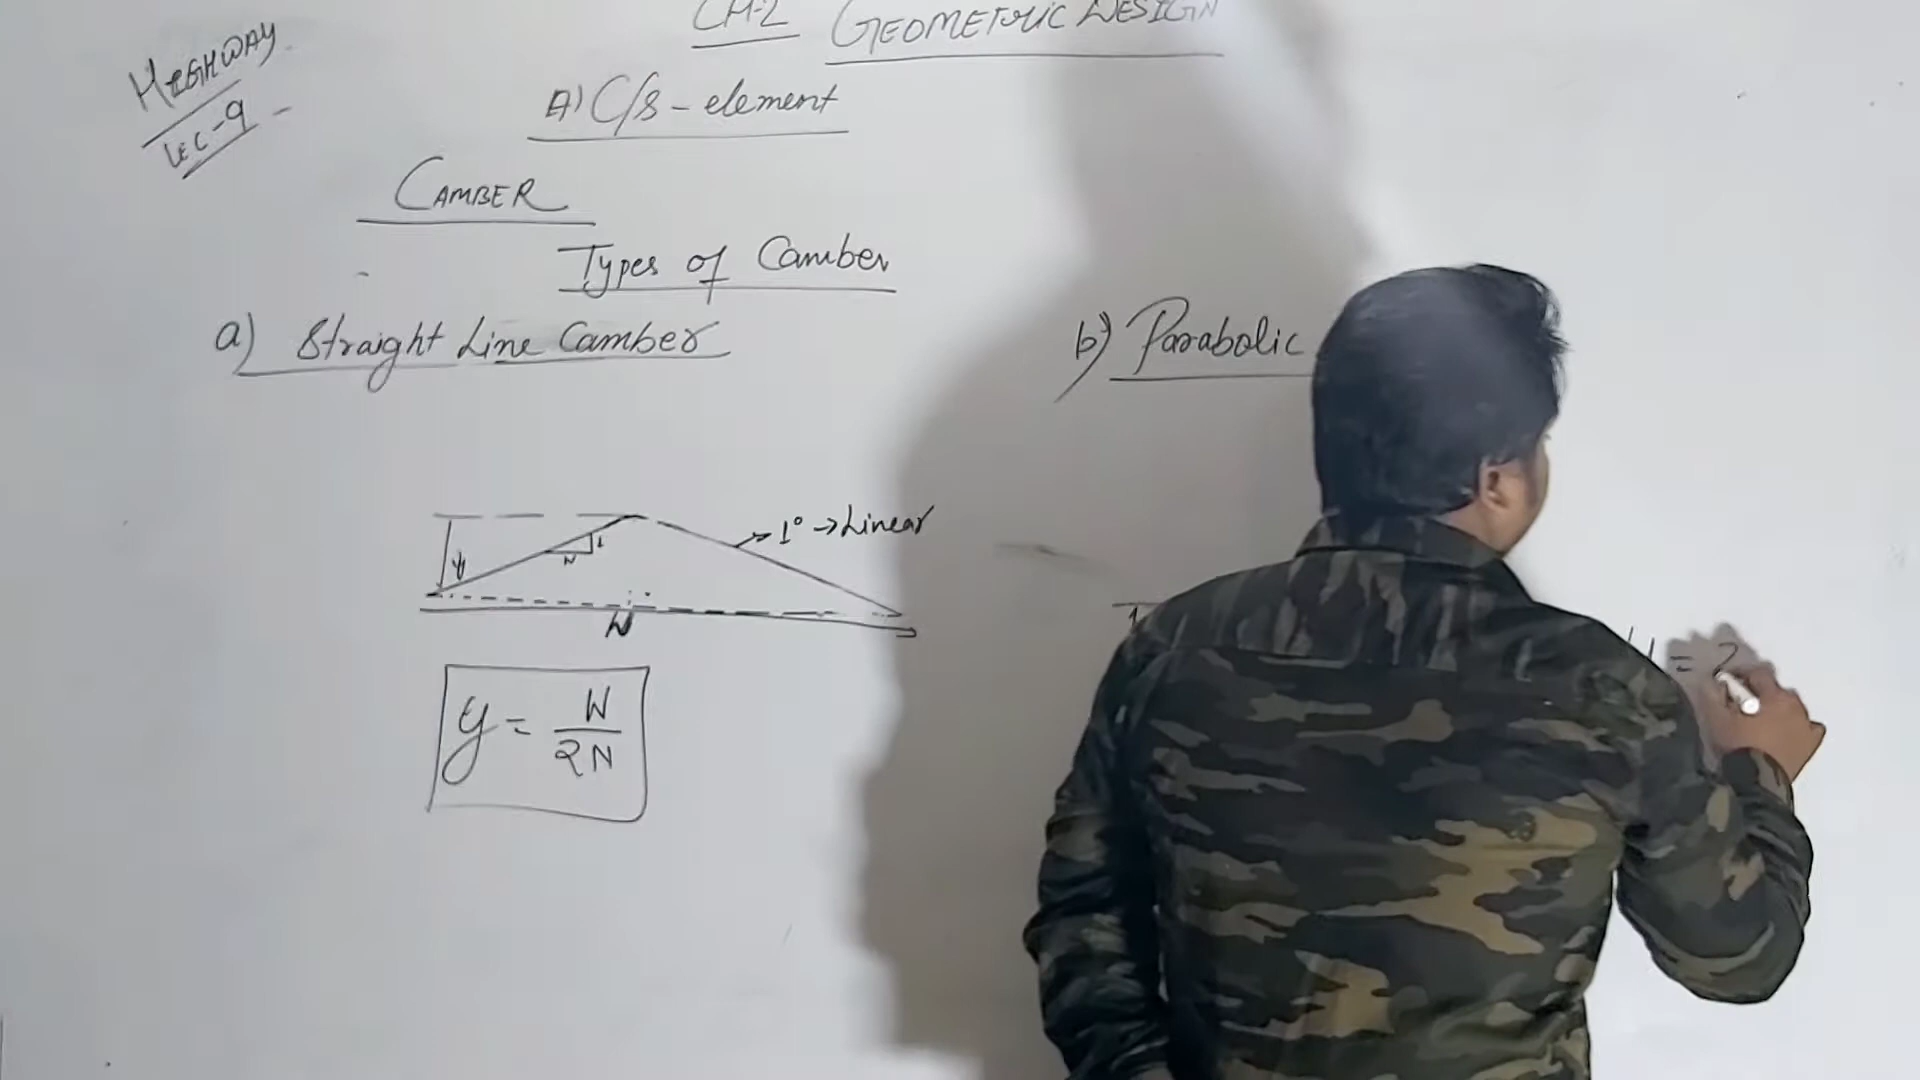 CH-2 GEOMETRIC DESIGN
HIGHWAY
LEC-9
A) C/s - element
CAMBER
Types of Camber
a) Straight Line Camber
b) Parabolic
1° → Linear
y
1
N
W
y = W / 2N
y = 2